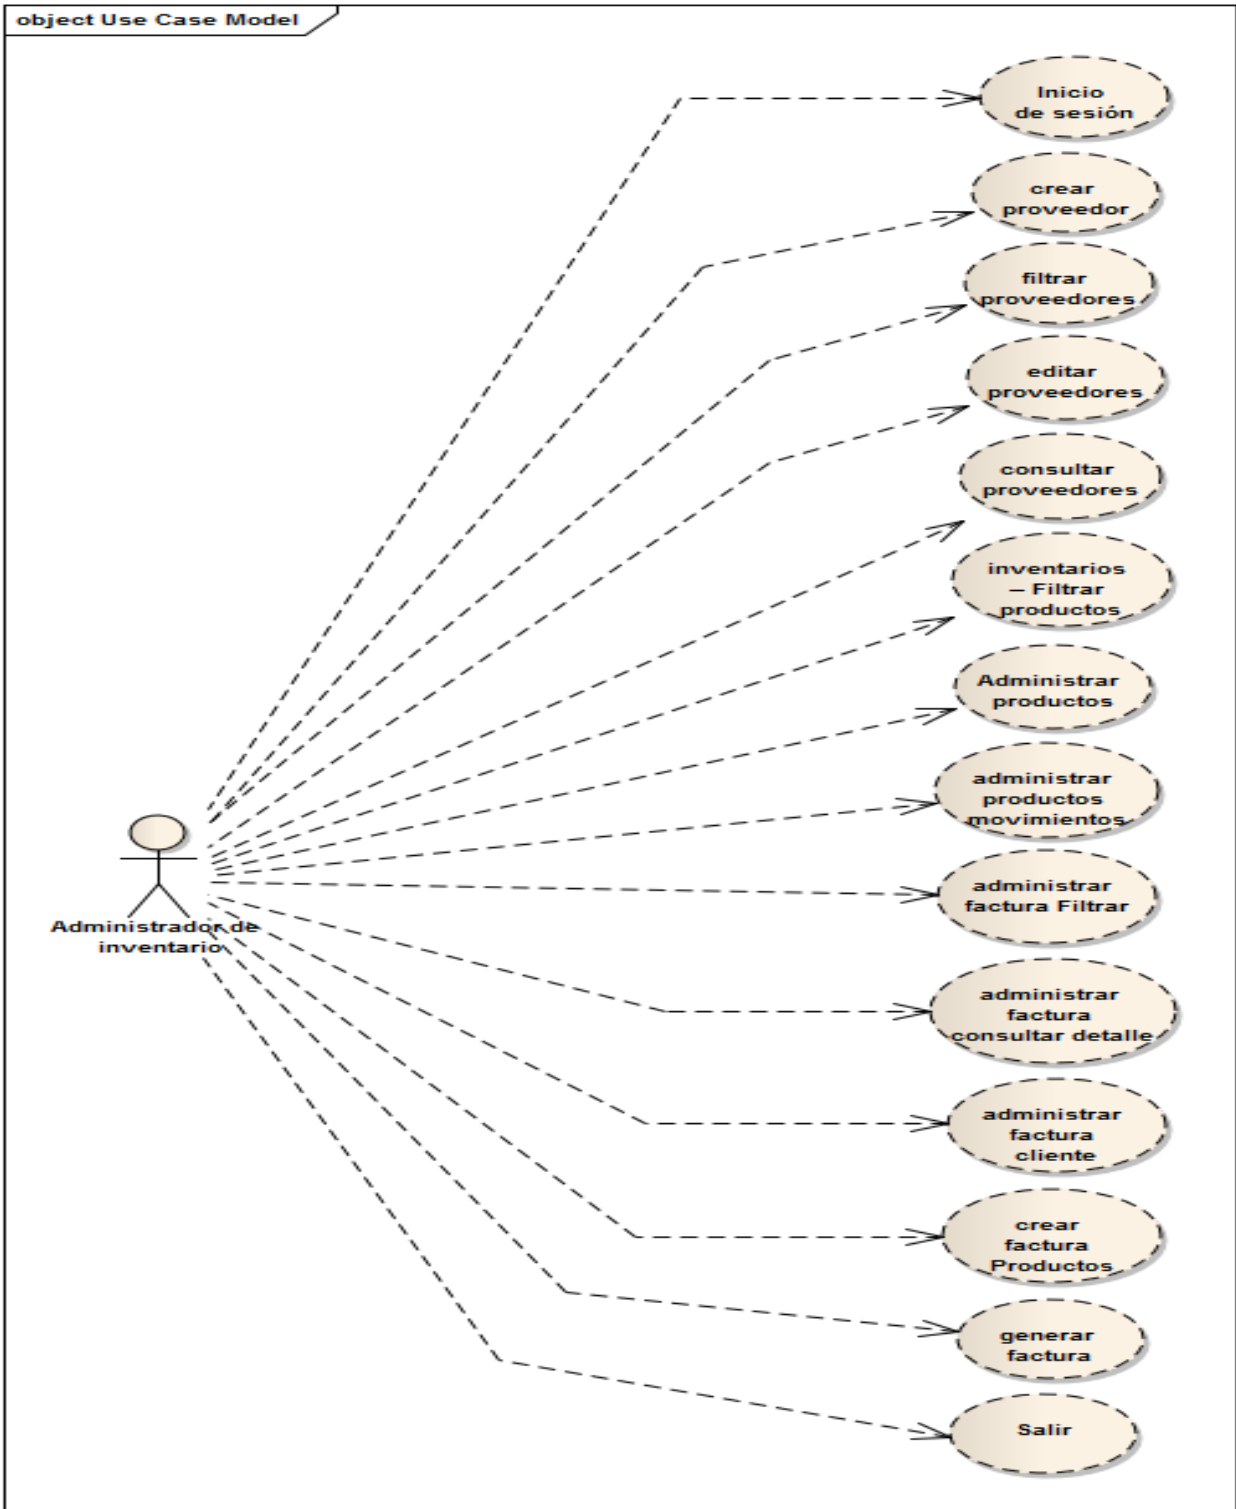 object Use Case Model
Inicio
de sesión
crear
proveedor
filtrar
proveedores
editar
proveedores
consultar
proveedores
inventarios
– Filtrar
productos
Administrar
productos
administrar
productos
movimientos
administrar
factura Filtrar
Administrador de
inventario
administrar
factura
consultar detalle
administrar
factura
cliente
crear
factura
Productos
generar
factura
Salir